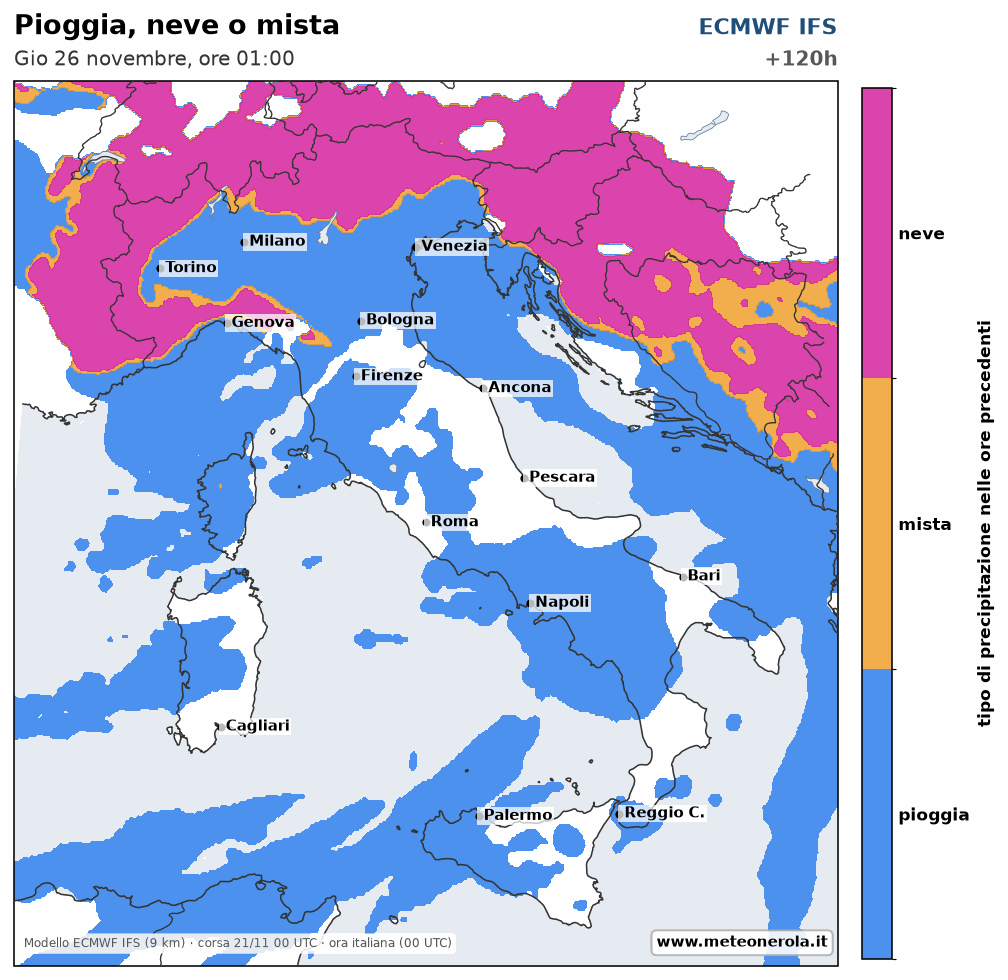 Pioggia, neve o mista
ECMWF IFS
Gio 26 novembre, ore 01:00
+120h
neve
mista
pioggia
tipo di precipitazione nelle ore precedenti
Milano
Venezia
Torino
Genova
Bologna
Firenze
Ancona
Pescara
Roma
Bari
Napoli
Cagliari
Palermo
Reggio C.
Modello ECMWF IFS (9 km) · corsa 21/11 00 UTC · ora italiana (00 UTC)
www.meteonerola.it